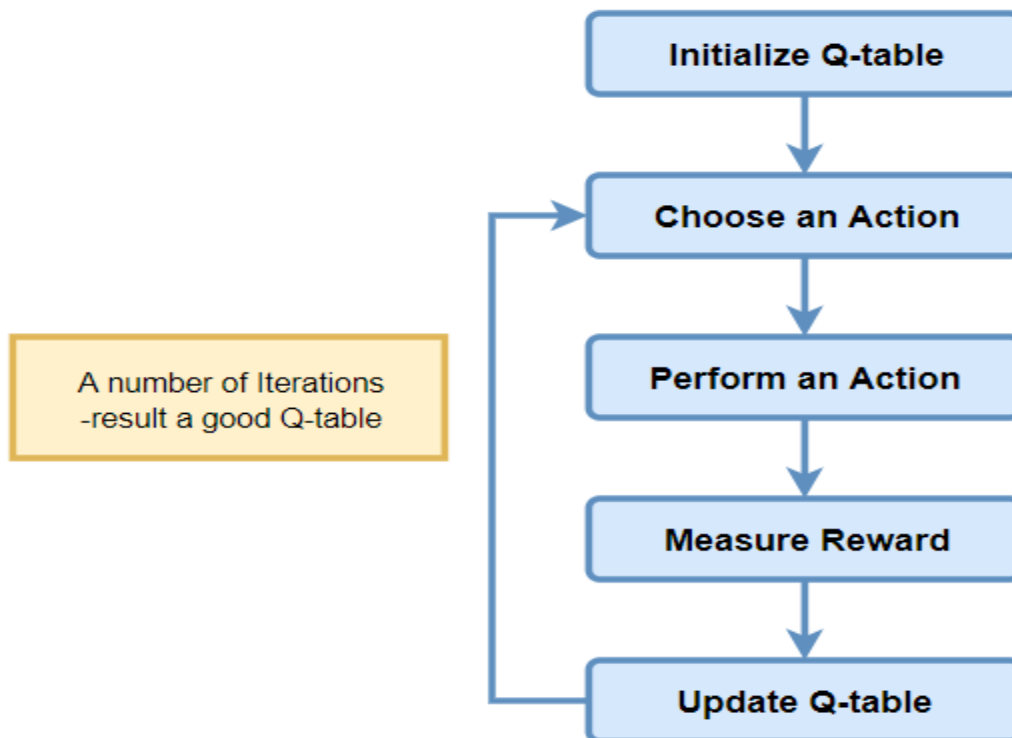 Initialize Q-table
Choose an Action
A number of Iterations
-result a good Q-table
Perform an Action
Measure Reward
Update Q-table